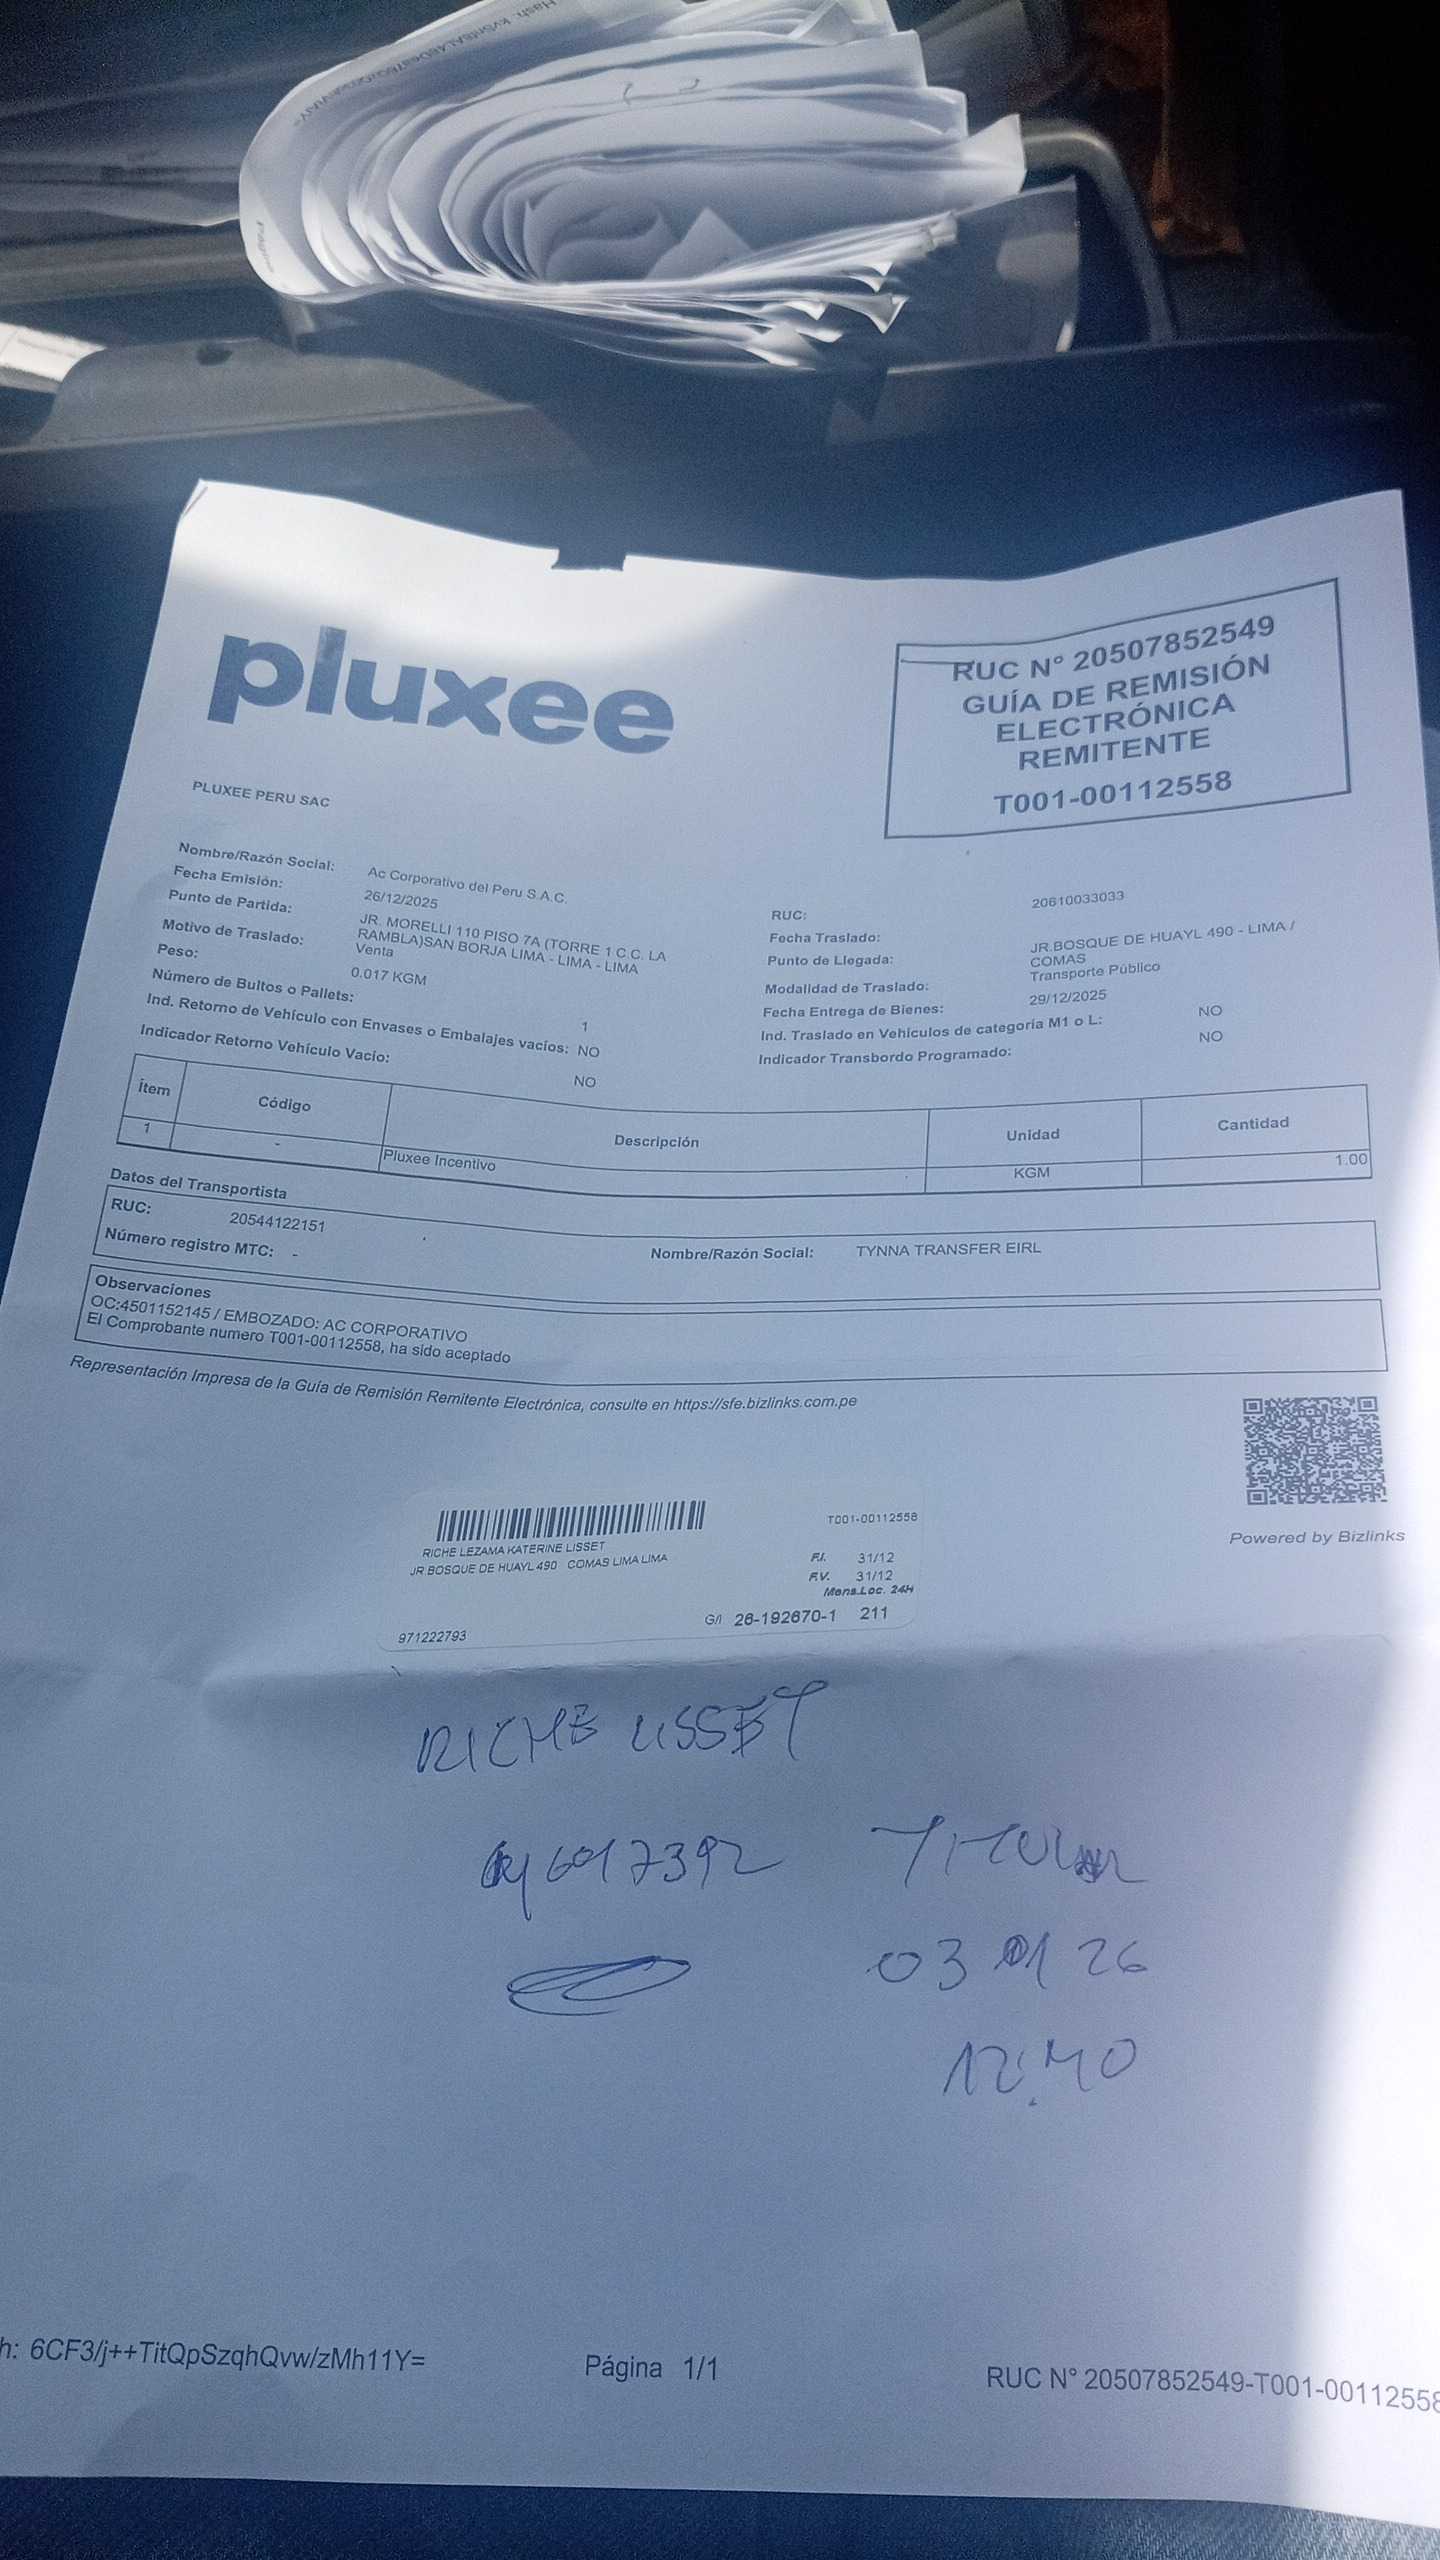 pluxee
RUC N° 20507852549
GUÍA DE REMISIÓN
ELECTRÓNICA
REMITENTE
T001-00112558
PLUXEE PERU SAC
Nombre/Razón Social: Ac Corporativo del Peru S.A.C.
Fecha Emisión: 26/12/2025
Punto de Partida: JR. MORELLI 110 PISO 7A (TORRE 1 C.C. LA
RAMBLA)SAN BORJA LIMA - LIMA - LIMA
Motivo de Traslado: Venta
Peso: 0.017 KGM
Número de Bultos o Pallets: 1
Ind. Retorno de Vehículo con Envases o Embalajes vacíos: NO
Indicador Retorno Vehículo Vacio: NO
RUC: 20610033033
Fecha Traslado:
Punto de Llegada: JR.BOSQUE DE HUAYL 490 - LIMA /
COMAS
Modalidad de Traslado: Transporte Público
Fecha Entrega de Bienes: 29/12/2025
Ind. Traslado en Vehículos de categoría M1 o L: NO
Indicador Transbordo Programado: NO
Ítem Código Descripción Unidad Cantidad
1 - Pluxee Incentivo KGM 1.00
Datos del Transportista
RUC: 20544122151
Número registro MTC: -
Nombre/Razón Social: TYNNA TRANSFER EIRL
Observaciones
OC:4501152145 / EMBOZADO: AC CORPORATIVO
El Comprobante numero T001-00112558, ha sido aceptado
Representación Impresa de la Guía de Remisión Remitente Electrónica, consulte en https://sfe.bizlinks.com.pe
Powered by Bizlinks
T001-00112558
RICHE LEZAMA KATERINE LISSET
JR BOSQUE DE HUAYL 490 COMAS LIMA LIMA
F.I. 31/12
F.V. 31/12
Mens.Loc. 24H
G/I 26-192670-1 211
971222793
RICHE LISSET
TITULAR
03 01 26
12:40
h: 6CF3/j++TitQpSzqhQvw/zMh11Y=
Página 1/1
RUC N° 20507852549-T001-00112558